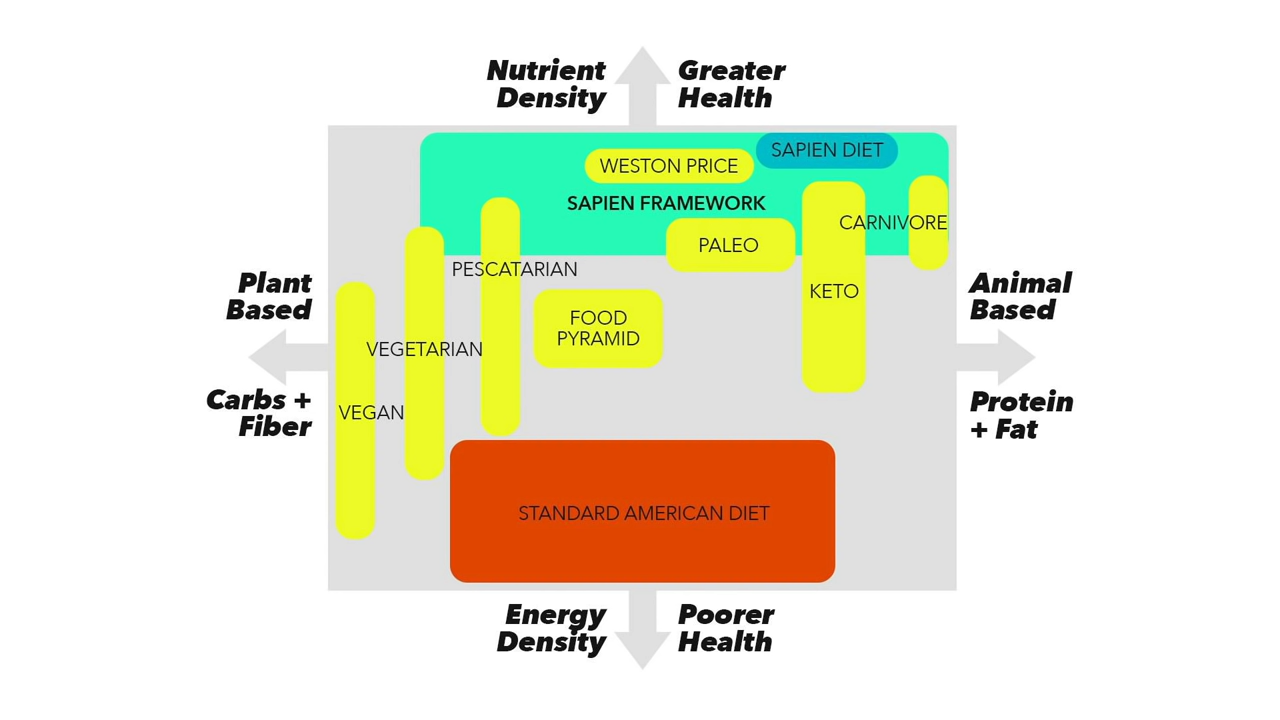 Nutrient
Density
Greater
Health
SAPIEN DIET
WESTON PRICE
SAPIEN FRAMEWORK
CARNIVORE
PALEO
PESCATARIAN
KETO
Plant
Based
Animal
Based
FOOD
PYRAMID
VEGETARIAN
Carbs +
Fiber
VEGAN
Protein
+ Fat
STANDARD AMERICAN DIET
Energy
Density
Poorer
Health